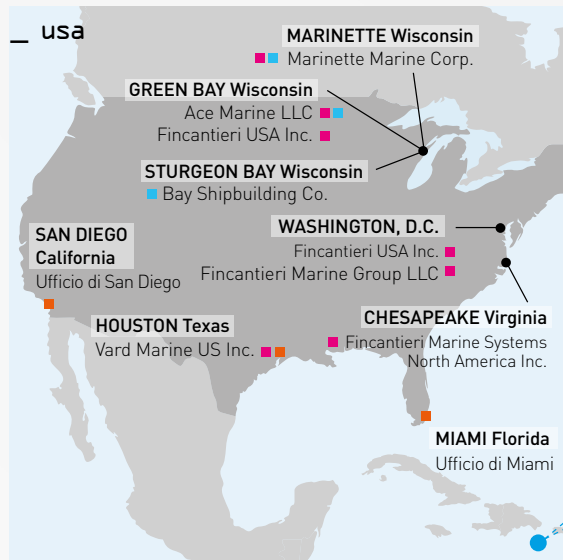 _ usa
MARINETTE Wisconsin
Marinette Marine Corp.
GREEN BAY Wisconsin
Ace Marine LLC
Fincantieri USA Inc.
STURGEON BAY Wisconsin
Bay Shipbuilding Co.
WASHINGTON, D.C.
Fincantieri USA Inc.
Fincantieri Marine Group LLC
SAN DIEGO
California
Ufficio di San Diego
CHESAPEAKE Virginia
Fincantieri Marine Systems
North America Inc.
HOUSTON Texas
Vard Marine US Inc.
MIAMI Florida
Ufficio di Miami